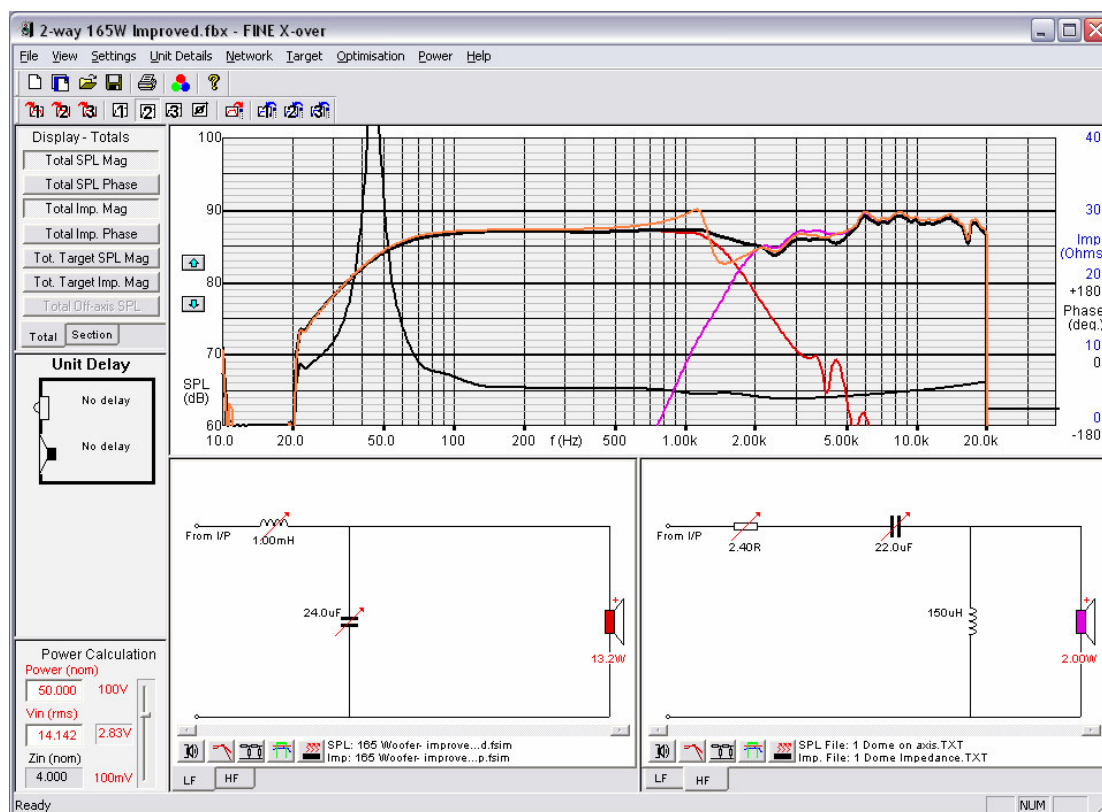 2-way 165W Improved.fbx - FINE X-over
File View Settings Unit Details Network Target Optimisation Power Help
Display - Totals
Total SPL Mag
Total SPL Phase
Total Imp. Mag
Total Imp. Phase
Tot. Target SPL Mag
Tot. Target Imp. Mag
Total Off-axis SPL
Total Section
Unit Delay
No delay
No delay
Power Calculation
Power (nom)
50.000 100V
Vin (rms)
14.142 2.83V
Zin (nom)
4.000 100mV
100
90
80
70
SPL
(dB)
60
10.0 20.0 50.0 100 200 f (Hz) 500 1.00k 2.00k 5.00k 10.0k 20.0k
40
30
Imp
(Ohms)
20
+180
Phase
(deg.)
10
0
0
-180
From I/P
1.00mH
24.0uF
+
13.2W
SPL: 165 Woofer- improve...d.fsim
Imp: 165 Woofer- improve...p.fsim
LF HF
From I/P
2.40R
22.0uF
150uH
+
2.00W
SPL File: 1 Dome on axis.TXT
Imp. File: 1 Dome Impedance.TXT
LF HF
Ready
NUM